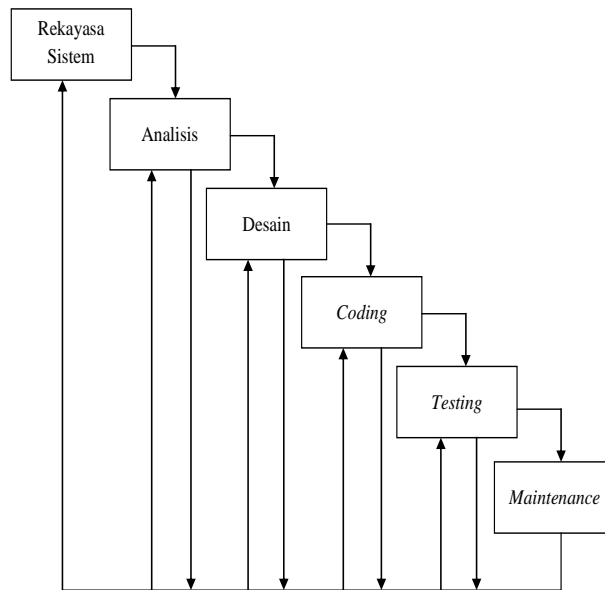 Rekayasa
Sistem
Analisis
Desain
Coding
Testing
Maintenance